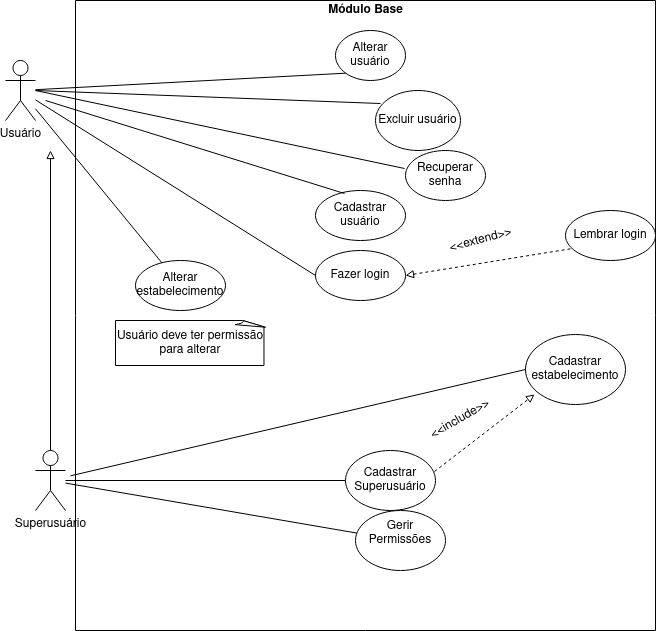 Módulo Base
Alterar
usuário
Usuário
Excluir usuário
Recuperar
senha
Cadastrar
usuário
<<extend>>
Lembrar login
Fazer login
Alterar
estabelecimento
Usuário deve ter permissão
para alterar
Cadastrar
estabelecimento
<<include>>
Cadastrar
Superusuário
Superusuário
Gerir
Permissões